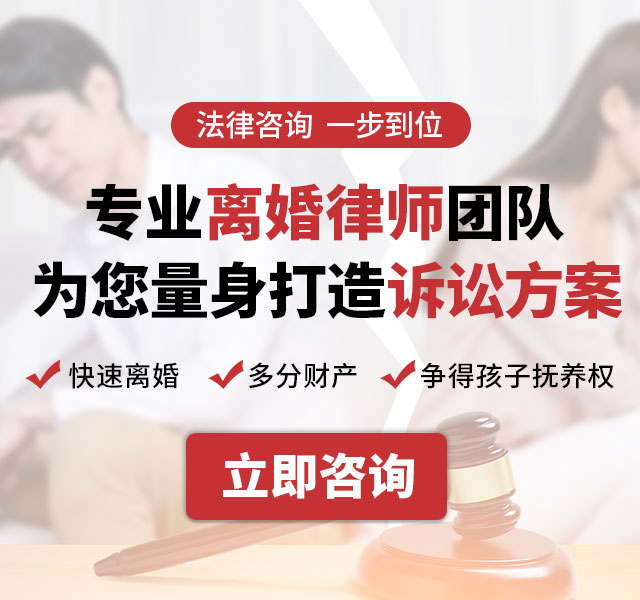 法律咨询 一步到位
专业离婚律师团队
为您量身打造诉讼方案
快速离婚 多分财产 争得孩子抚养权
立即咨询